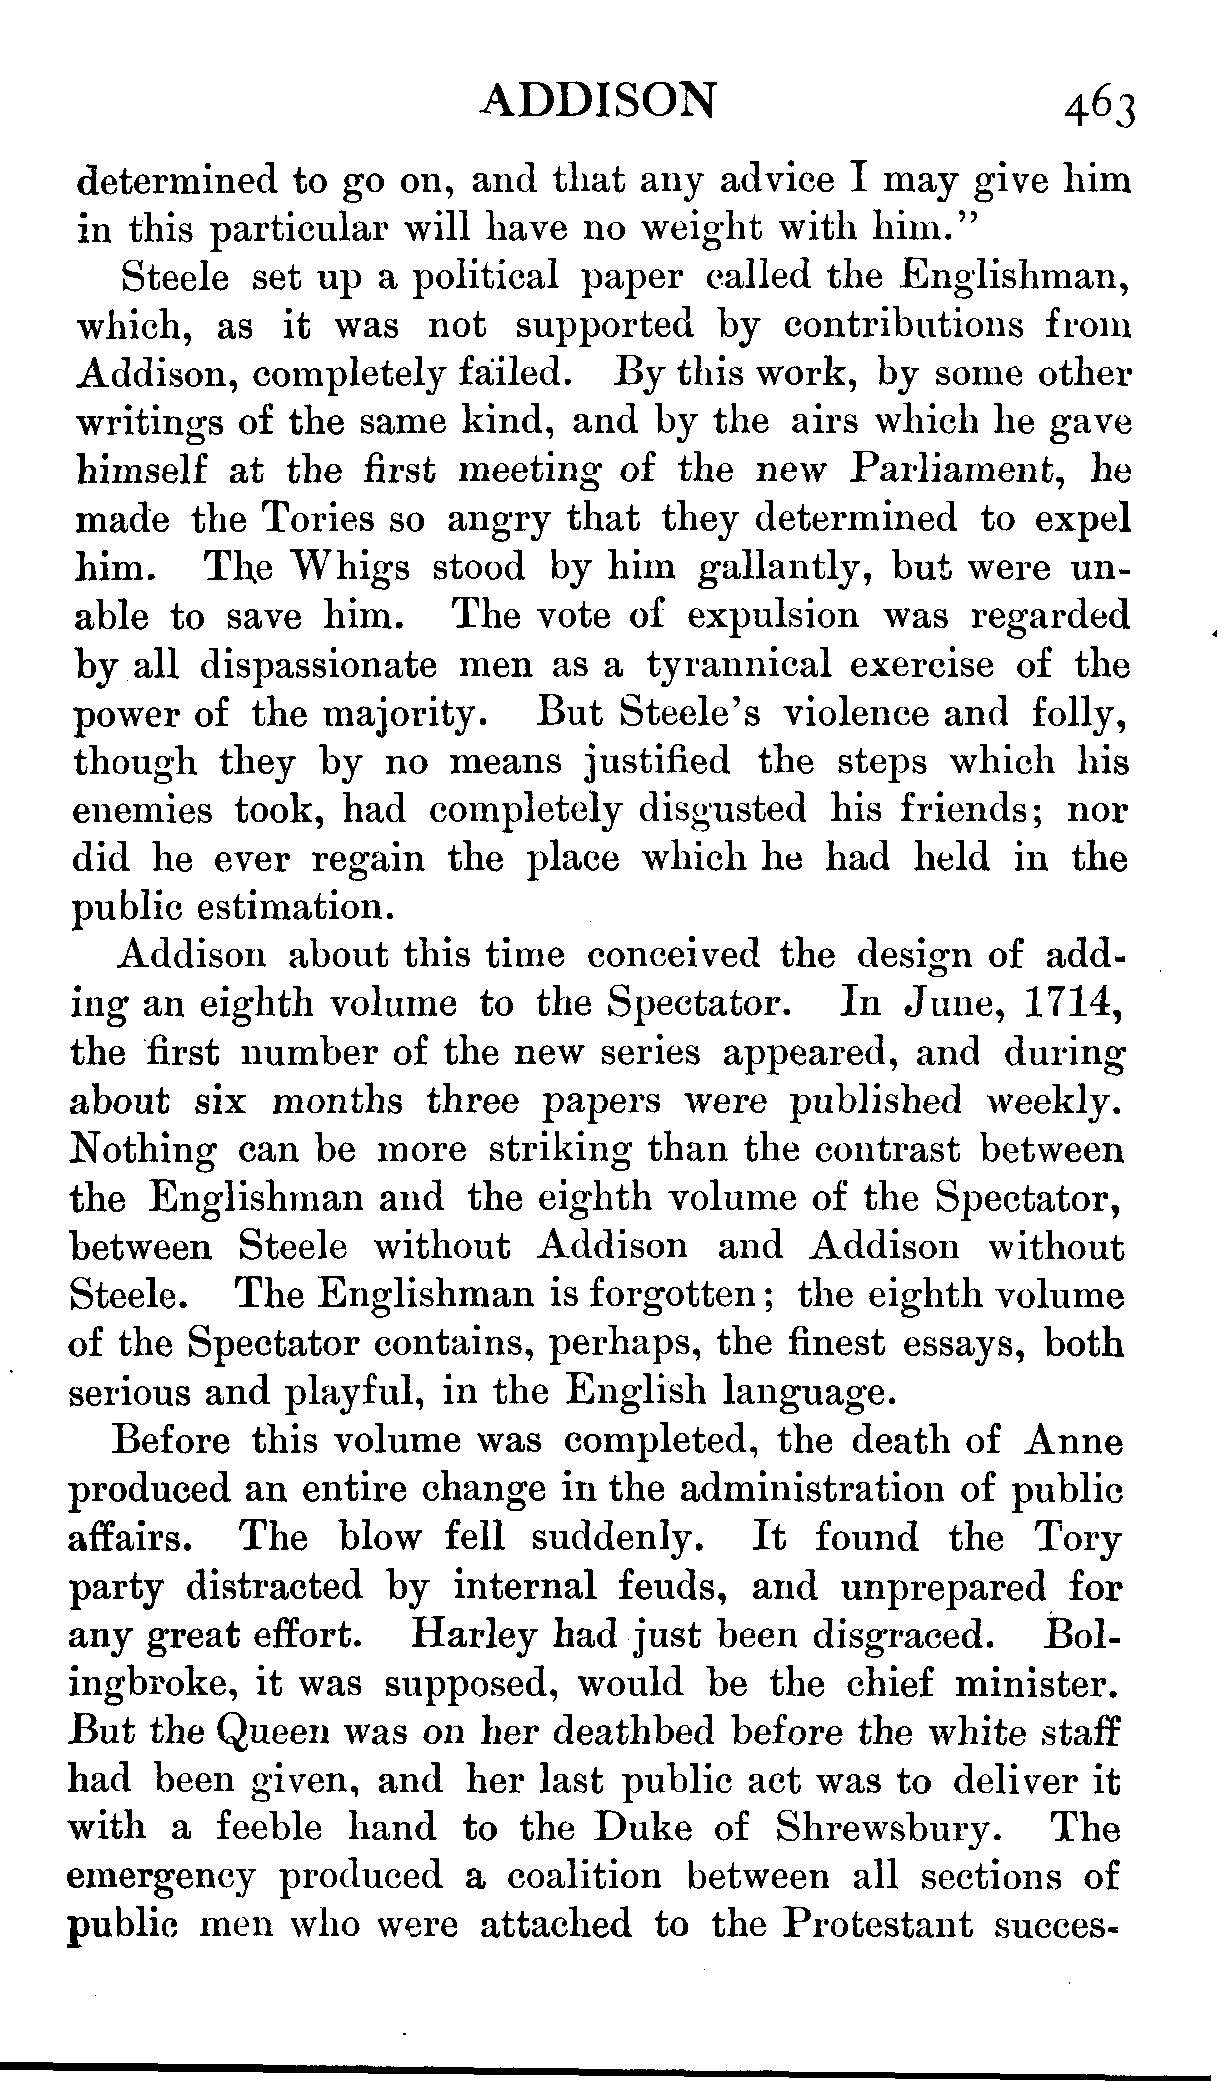 ADDISON 463
determined to go on, and that any advice I may give him
in this particular will have no weight with him."
Steele set up a political paper called the Englishman,
which, as it was not supported by contributions from
Addison, completely failed. By this work, by some other
writings of the same kind, and by the airs which he gave
himself at the first meeting of the new Parliament, he
made the Tories so angry that they determined to expel
him. The Whigs stood by him gallantly, but were un-
able to save him. The vote of expulsion was regarded
by all dispassionate men as a tyrannical exercise of the
power of the majority. But Steele's violence and folly,
though they by no means justified the steps which his
enemies took, had completely disgusted his friends; nor
did he ever regain the place which he had held in the
public estimation.
Addison about this time conceived the design of add-
ing an eighth volume to the Spectator. In June, 1714,
the first number of the new series appeared, and during
about six months three papers were published weekly.
Nothing can be more striking than the contrast between
the Englishman and the eighth volume of the Spectator,
between Steele without Addison and Addison without
Steele. The Englishman is forgotten; the eighth volume
of the Spectator contains, perhaps, the finest essays, both
serious and playful, in the English language.
Before this volume was completed, the death of Anne
produced an entire change in the administration of public
affairs. The blow fell suddenly. It found the Tory
party distracted by internal feuds, and unprepared for
any great effort. Harley had just been disgraced. Bol-
ingbroke, it was supposed, would be the chief minister.
But the Queen was on her deathbed before the white staff
had been given, and her last public act was to deliver it
with a feeble hand to the Duke of Shrewsbury. The
emergency produced a coalition between all sections of
public men who were attached to the Protestant succes-